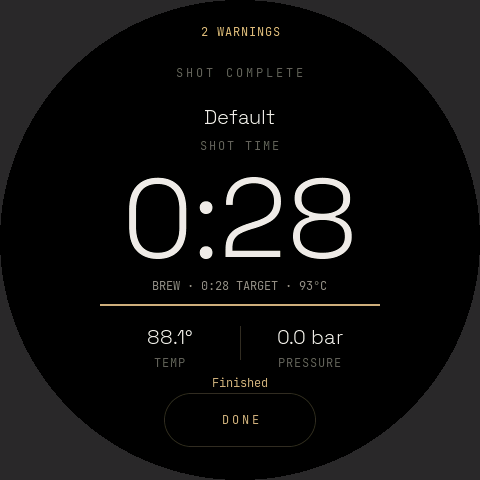 2 WARNINGS
SHOT COMPLETE
Default
SHOT TIME
0:28
BREW · 0:28 TARGET · 93°C
88.1° 0.0 bar
TEMP PRESSURE
Finished
DONE